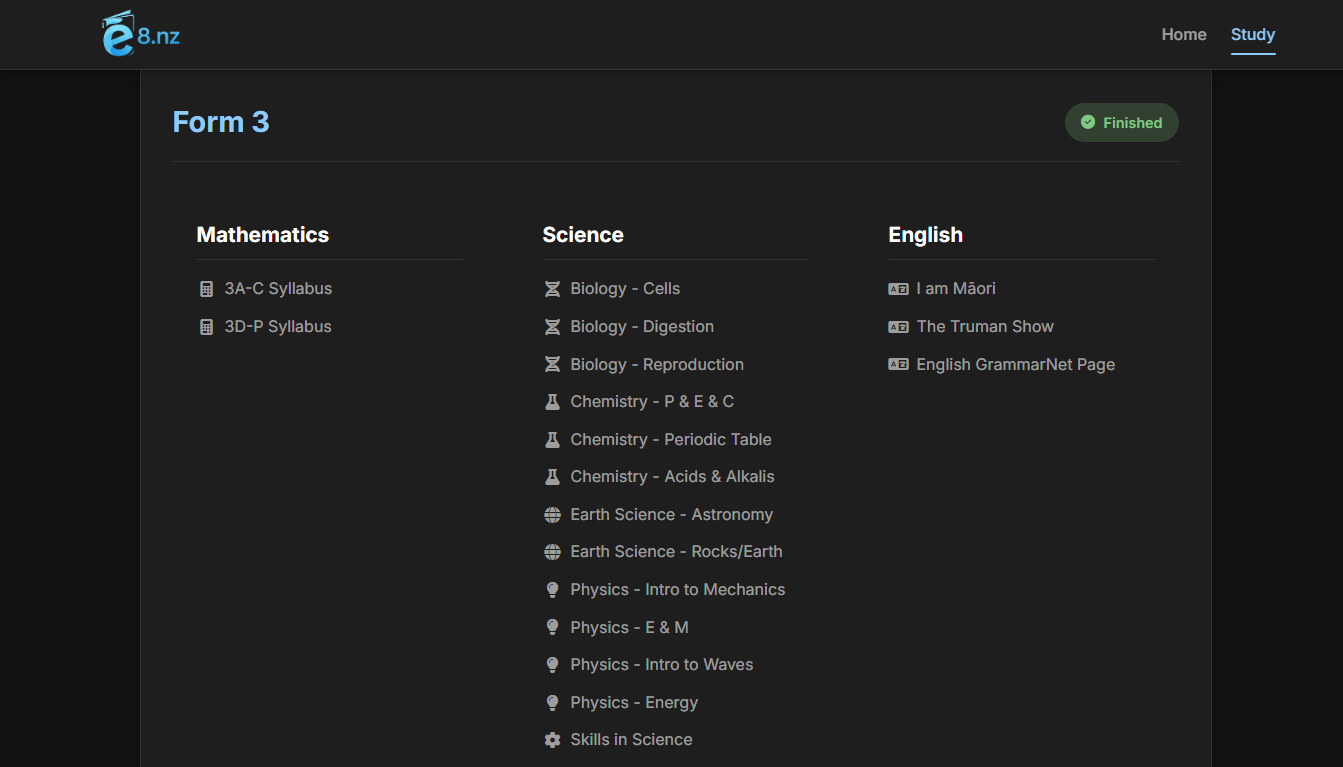 ē8.nz
Home
Study
Form 3
Finished
Mathematics
3A-C Syllabus
3D-P Syllabus
Science
Biology - Cells
Biology - Digestion
Biology - Reproduction
Chemistry - P & E & C
Chemistry - Periodic Table
Chemistry - Acids & Alkalis
Earth Science - Astronomy
Earth Science - Rocks/Earth
Physics - Intro to Mechanics
Physics - E & M
Physics - Intro to Waves
Physics - Energy
Skills in Science
English
I am Māori
The Truman Show
English GrammarNet Page